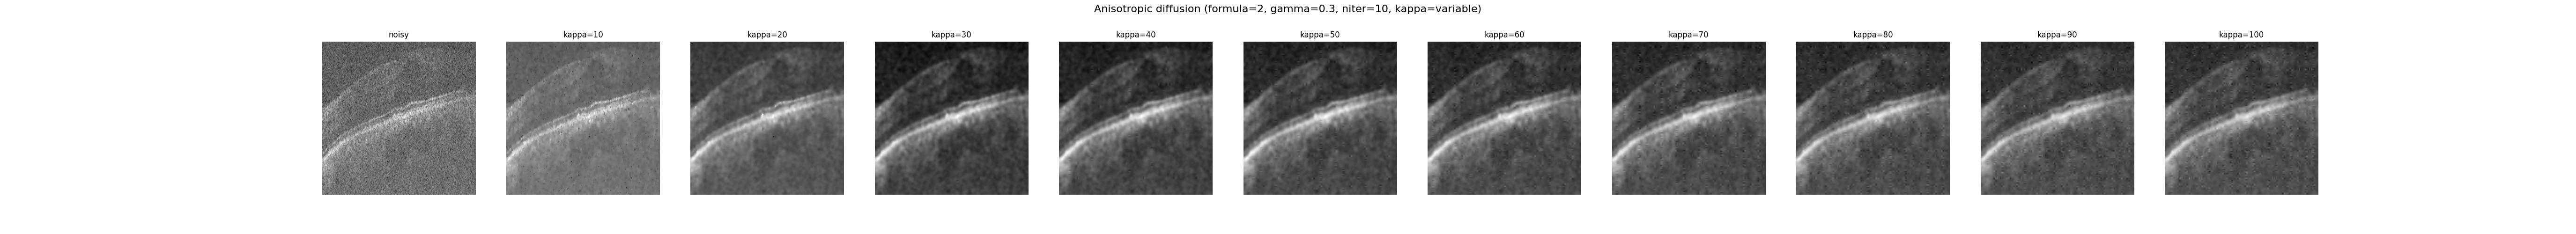 Anisotropic diffusion (formula=2, gamma=0.3, niter=10, kappa=variable)
noisy kappa=10 kappa=20 kappa=30 kappa=40 kappa=50 kappa=60 kappa=70 kappa=80 kappa=90 kappa=100